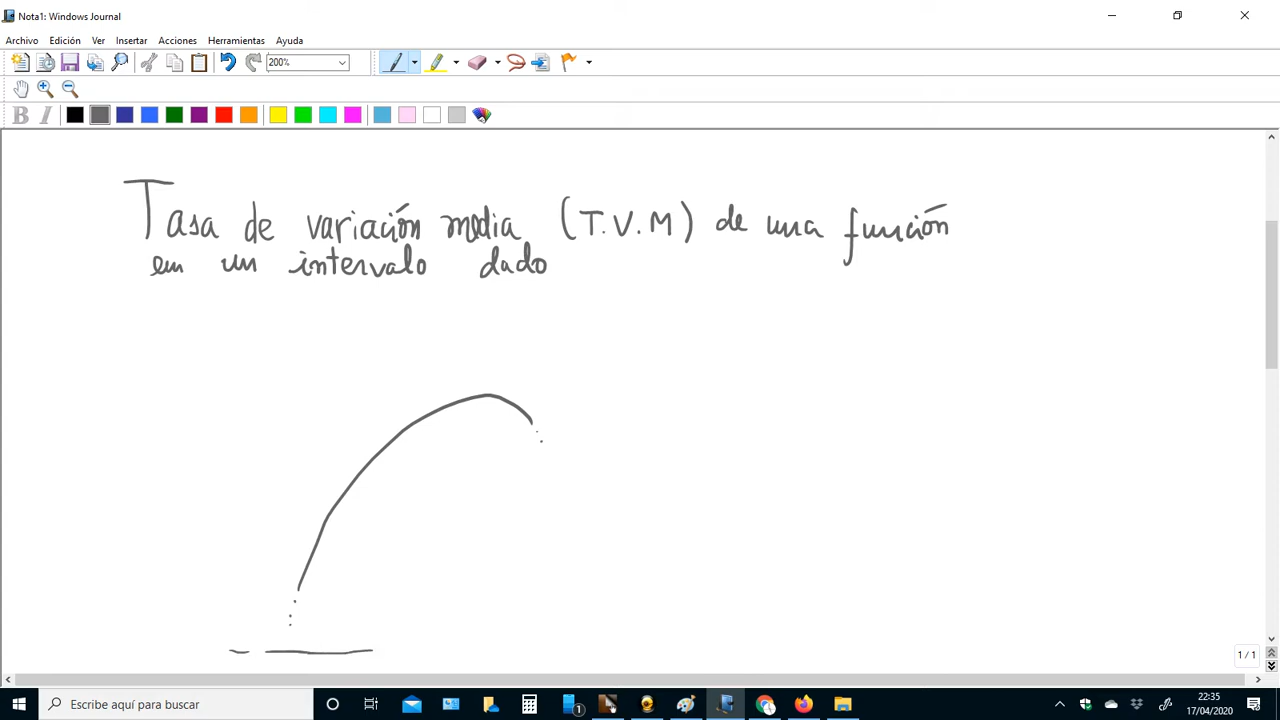 Nota1: Windows Journal
Archivo Edición Ver Insertar Acciones Herramientas Ayuda
200%
B I
Tasa de variación media (T.V.M) de una función
en un intervalo dado
1 / 1
Escribe aquí para buscar
1
22:35
17/04/2020